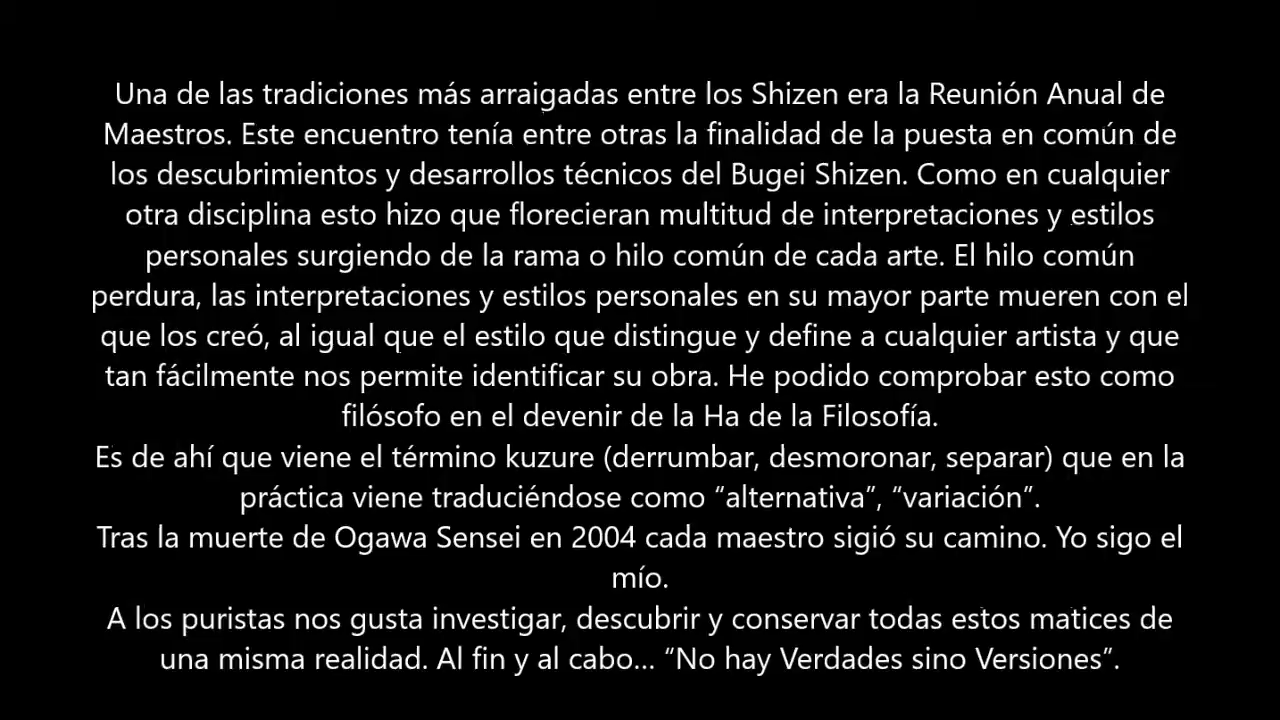 Una de las tradiciones más arraigadas entre los Shizen era la Reunión Anual de
Maestros. Este encuentro tenía entre otras la finalidad de la puesta en común de
los descubrimientos y desarrollos técnicos del Bugei Shizen. Como en cualquier
otra disciplina esto hizo que florecieran multitud de interpretaciones y estilos
personales surgiendo de la rama o hilo común de cada arte. El hilo común
perdura, las interpretaciones y estilos personales en su mayor parte mueren con el
que los creó, al igual que el estilo que distingue y define a cualquier artista y que
tan fácilmente nos permite identificar su obra. He podido comprobar esto como
filósofo en el devenir de la Ha de la Filosofía.
Es de ahí que viene el término kuzure (derrumbar, desmoronar, separar) que en la
práctica viene traduciéndose como “alternativa”, “variación”.
Tras la muerte de Ogawa Sensei en 2004 cada maestro sigió su camino. Yo sigo el
mío.
A los puristas nos gusta investigar, descubrir y conservar todas estos matices de
una misma realidad. Al fin y al cabo… “No hay Verdades sino Versiones”.